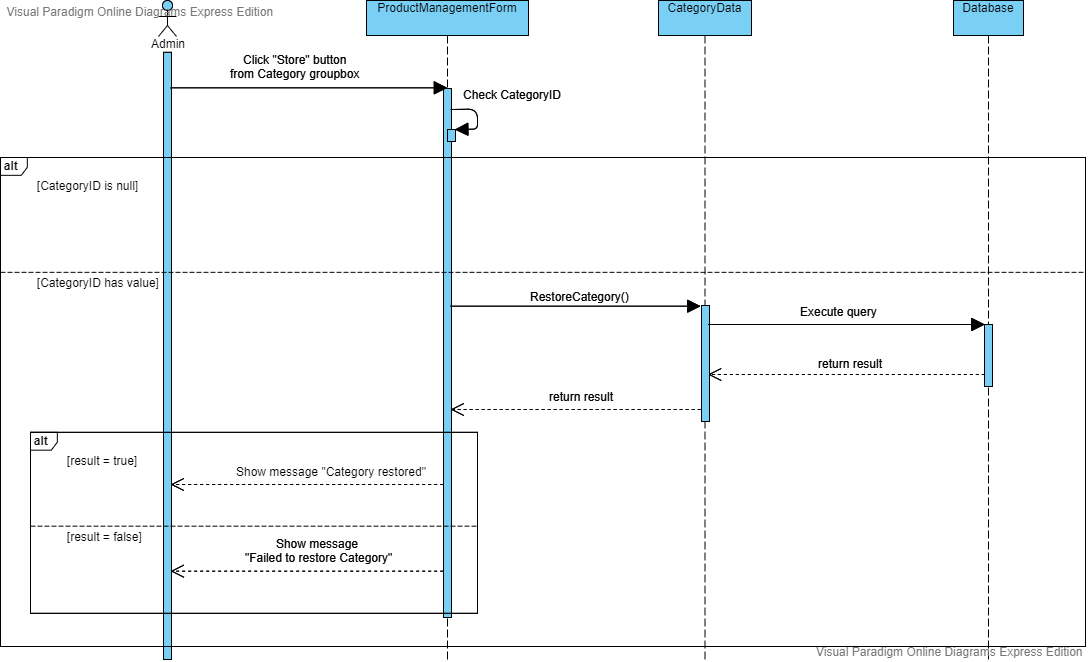 Visual Paradigm Online Diagrams Express Edition
ProductManagementForm
CategoryData
Database
Admin
Click "Store" button
from Category groupbox
Check CategoryID
alt
[CategoryID is null]
[CategoryID has value]
RestoreCategory()
Execute query
return result
return result
alt
[result = true]
Show message "Category restored"
[result = false]
Show message
"Failed to restore Category"
Visual Paradigm Online Diagrams Express Edition